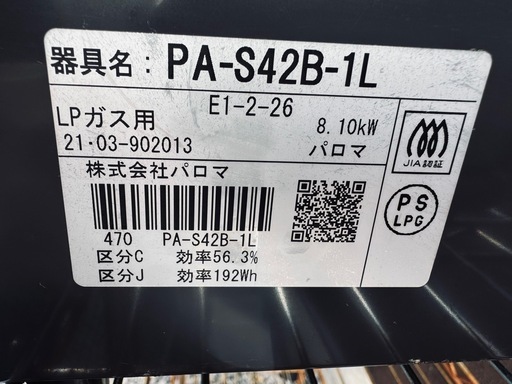 器具名：PA-S42B-1L
LPガス用
E1-2-26
8.10kW
21・03-902013
パロマ
JIA認証
株式会社パロマ
PS
LPG
470 PA-S42B-1L
区分C 効率56.3%
区分J 効率192Wh